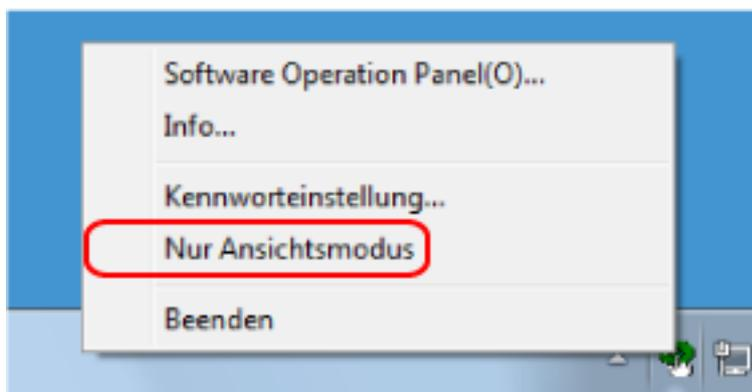 Software Operation Panel(O)...
Info...
Kennworteinstellung...
Nur Ansichtsmodus
Beenden